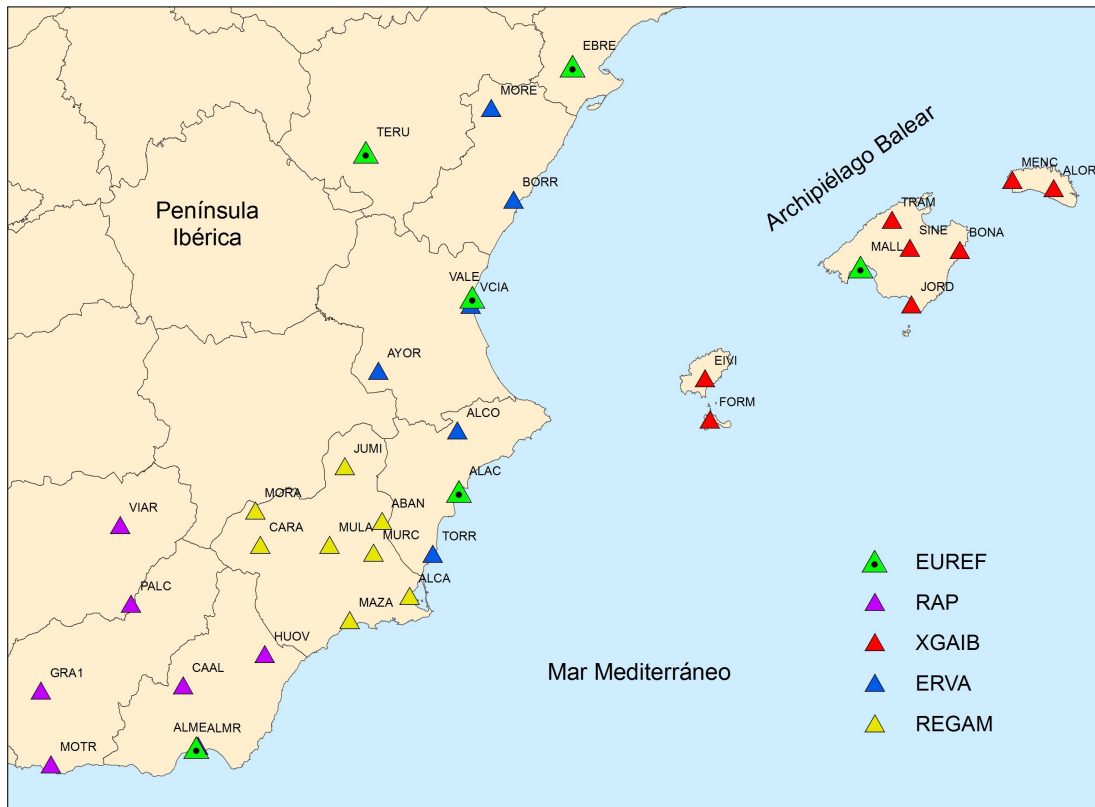 EBRE
MORE
TERU
BORR
Península
Ibérica
Archipiélago Balear
MENC
ALOR
TRAM
SINE
BONA
MALL
JORD
VALE
VCIA
AYOR
EIVI
FORM
ALCO
JUMI
ALAC
MORA
ABAN
VIAR
CARA
MULA
MURC
TORR
ALCA
PALC
MAZA
HUOV
GRA1
CAAL
ALME
ALMR
MOTR
Mar Mediterráneo
EUREF
RAP
XGAIB
ERVA
REGAM